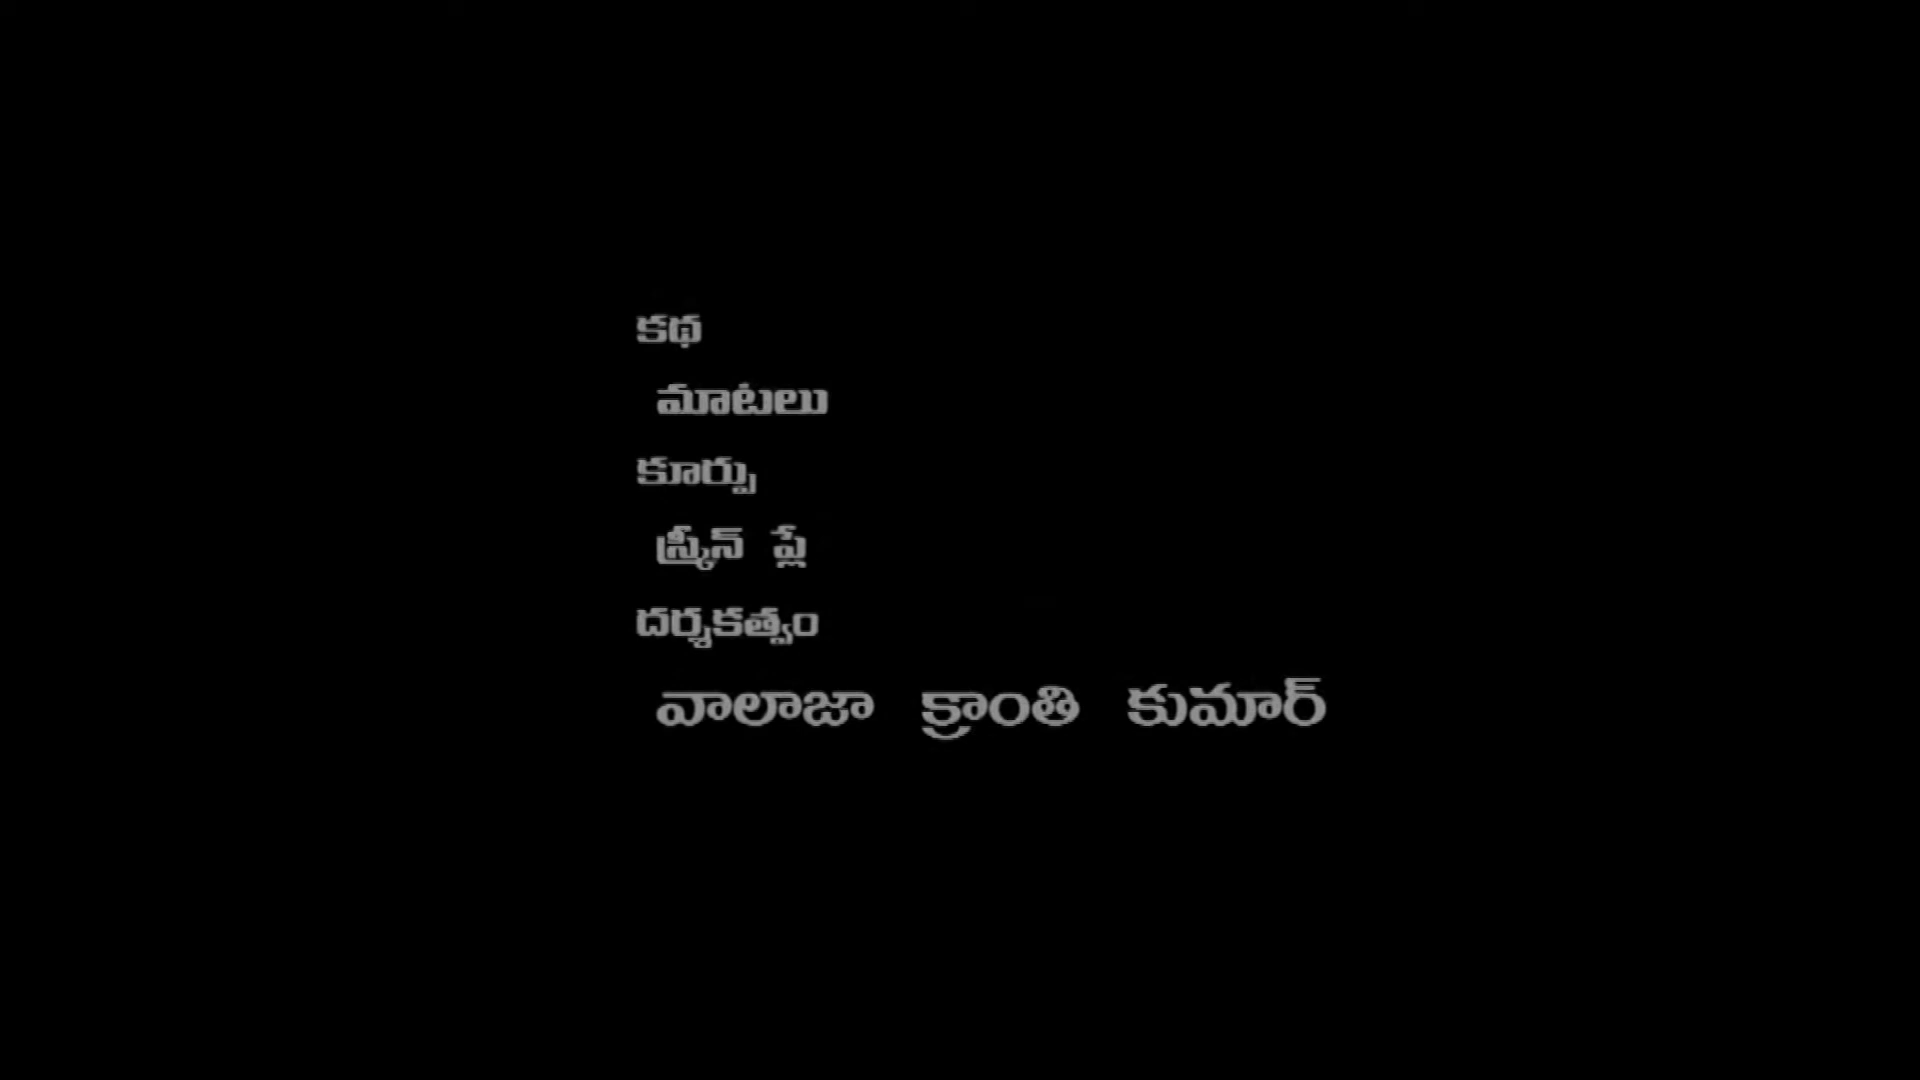 కథ
మాటలు
కూర్పు
స్క్రీన్ ప్లే
దర్శకత్వం
వాలాజా క్రాంతి కుమార్